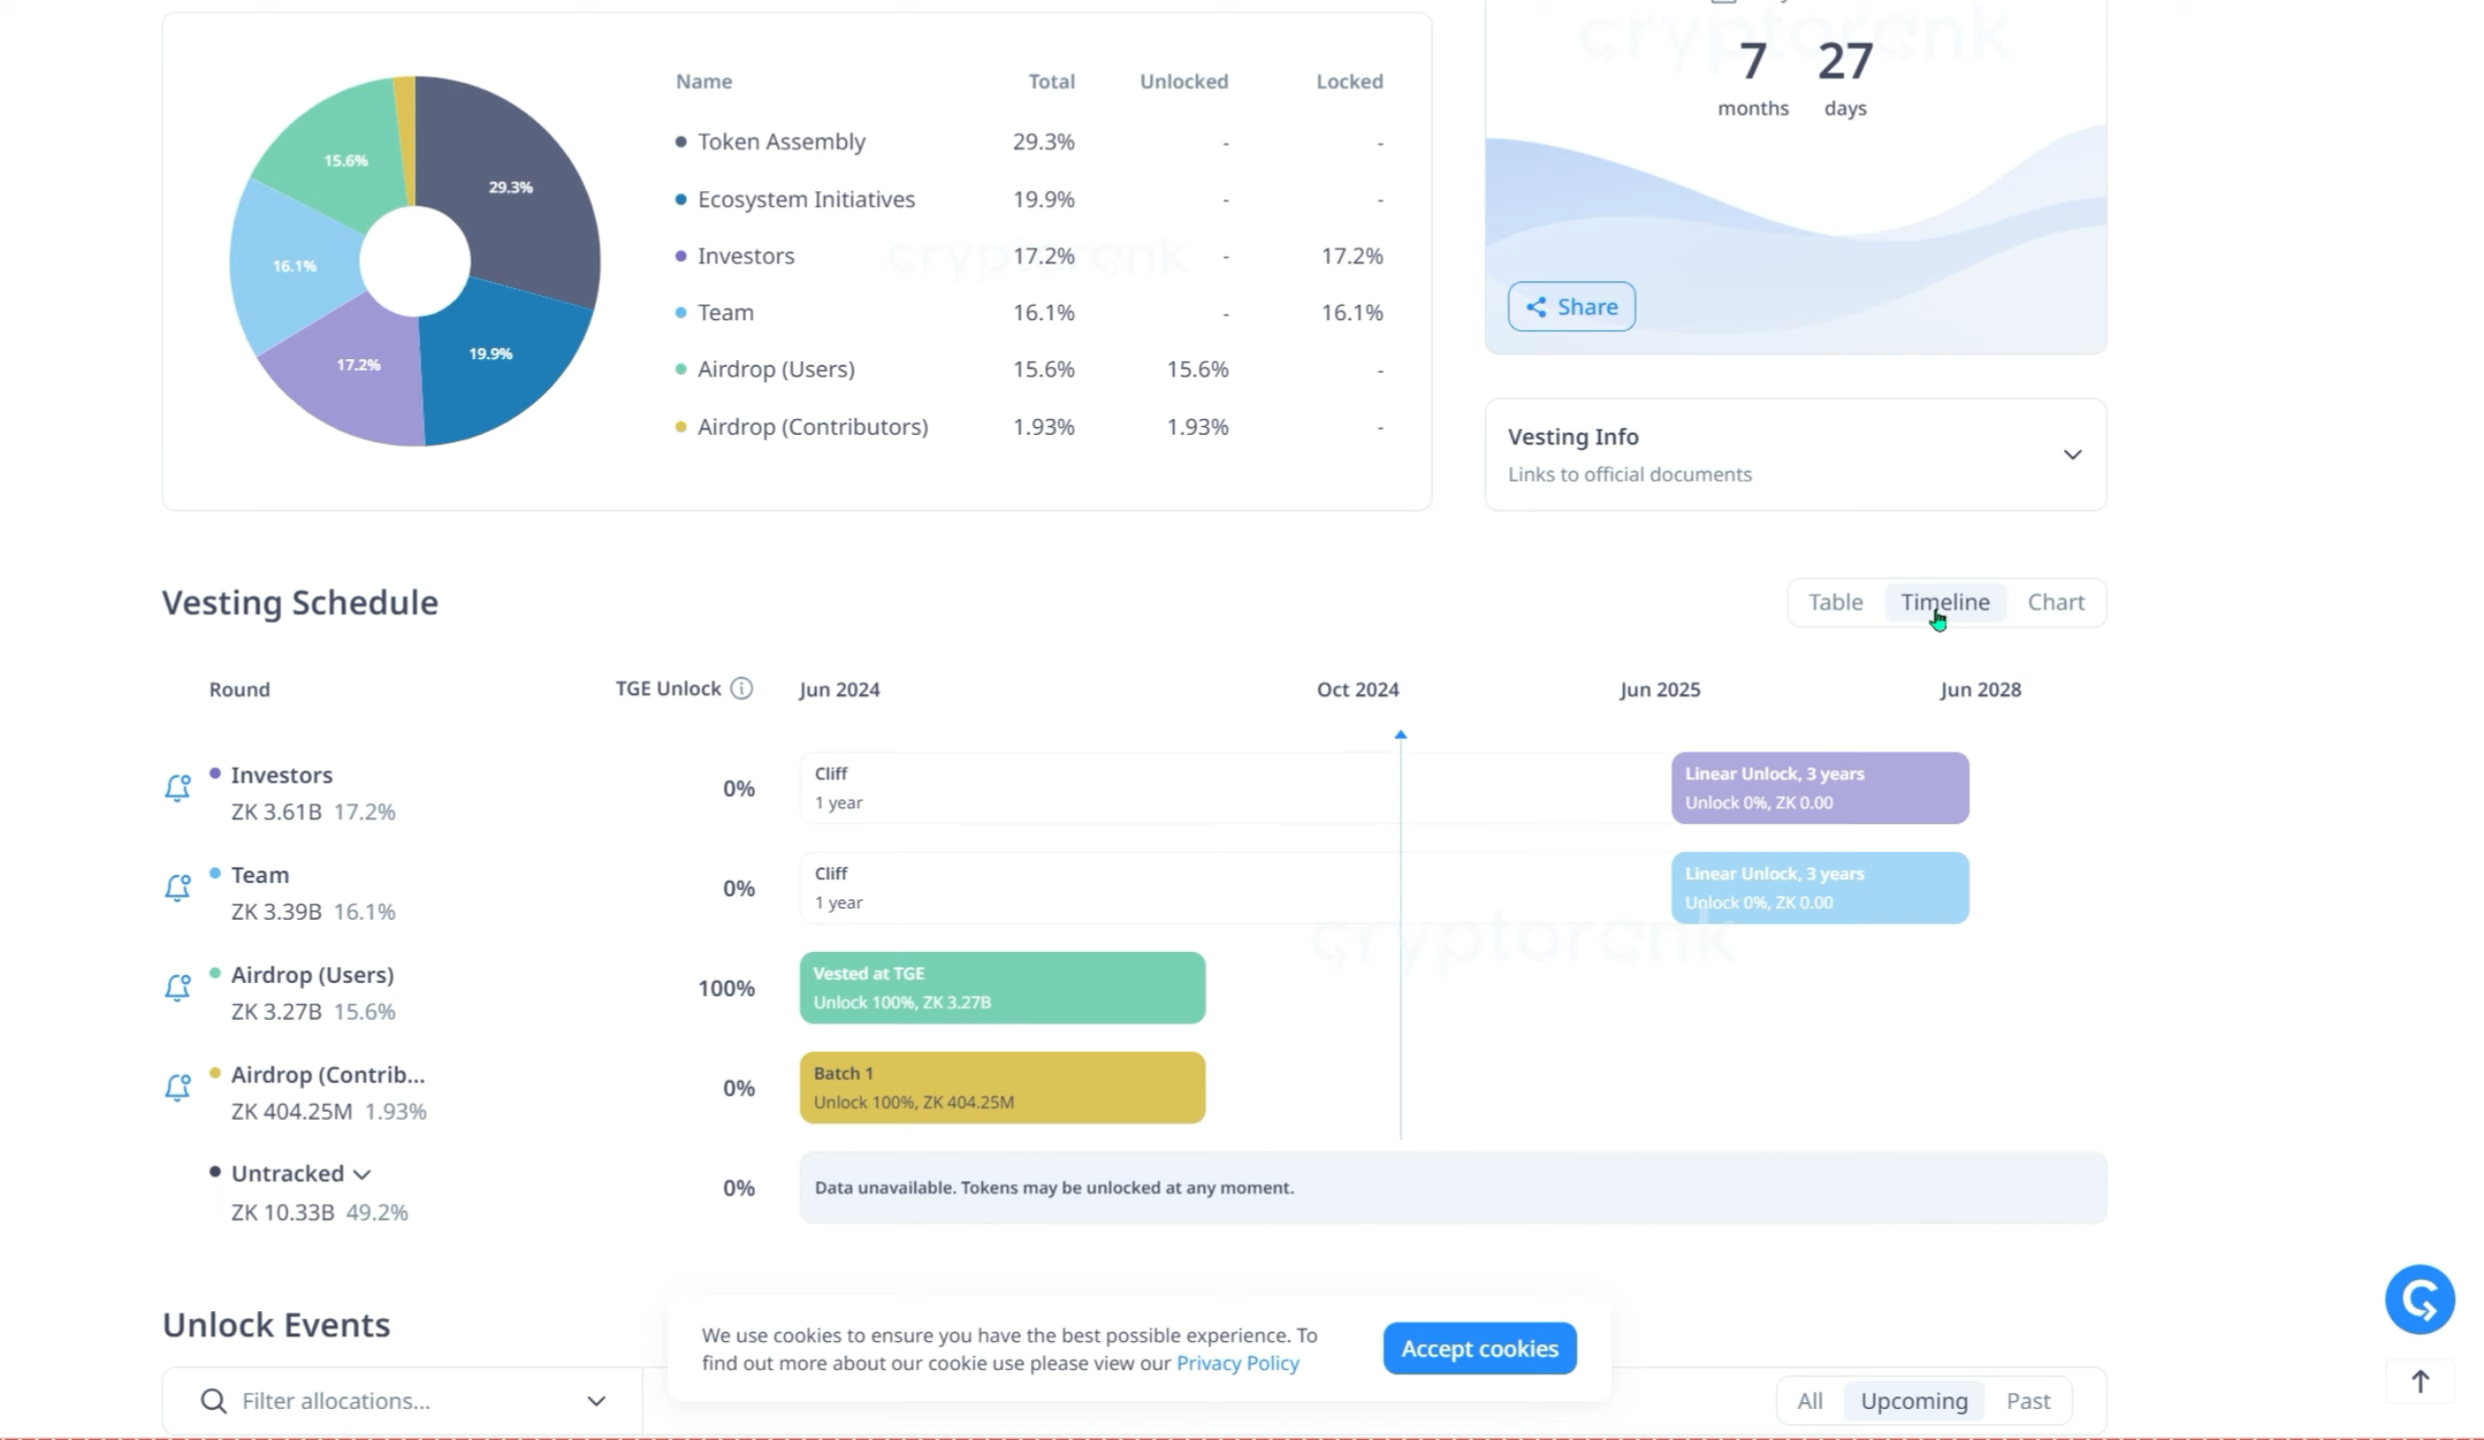 Name Total Unlocked Locked
Token Assembly 29.3% - -
Ecosystem Initiatives 19.9% - -
Investors 17.2% - 17.2%
Team 16.1% - 16.1%
Airdrop (Users) 15.6% 15.6% -
Airdrop (Contributors) 1.93% 1.93% -
29.3%
19.9%
17.2%
16.1%
15.6%
cryptorank
cryptorank
7 27
months days
Share
Vesting Info
Links to official documents
Vesting Schedule
Table Timeline Chart
Round TGE Unlock Jun 2024 Oct 2024 Jun 2025 Jun 2028
Investors
ZK 3.61B 17.2%
0%
Cliff
1 year
Linear Unlock, 3 years
Unlock 0%, ZK 0.00
Team
ZK 3.39B 16.1%
0%
Cliff
1 year
Linear Unlock, 3 years
Unlock 0%, ZK 0.00
cryptorank
Airdrop (Users)
ZK 3.27B 15.6%
100%
Vested at TGE
Unlock 100%, ZK 3.27B
Airdrop (Contrib...
ZK 404.25M 1.93%
0%
Batch 1
Unlock 100%, ZK 404.25M
Untracked
ZK 10.33B 49.2%
0%
Data unavailable. Tokens may be unlocked at any moment.
Unlock Events
We use cookies to ensure you have the best possible experience. To
find out more about our cookie use please view our Privacy Policy
Accept cookies
Filter allocations...
All Upcoming Past